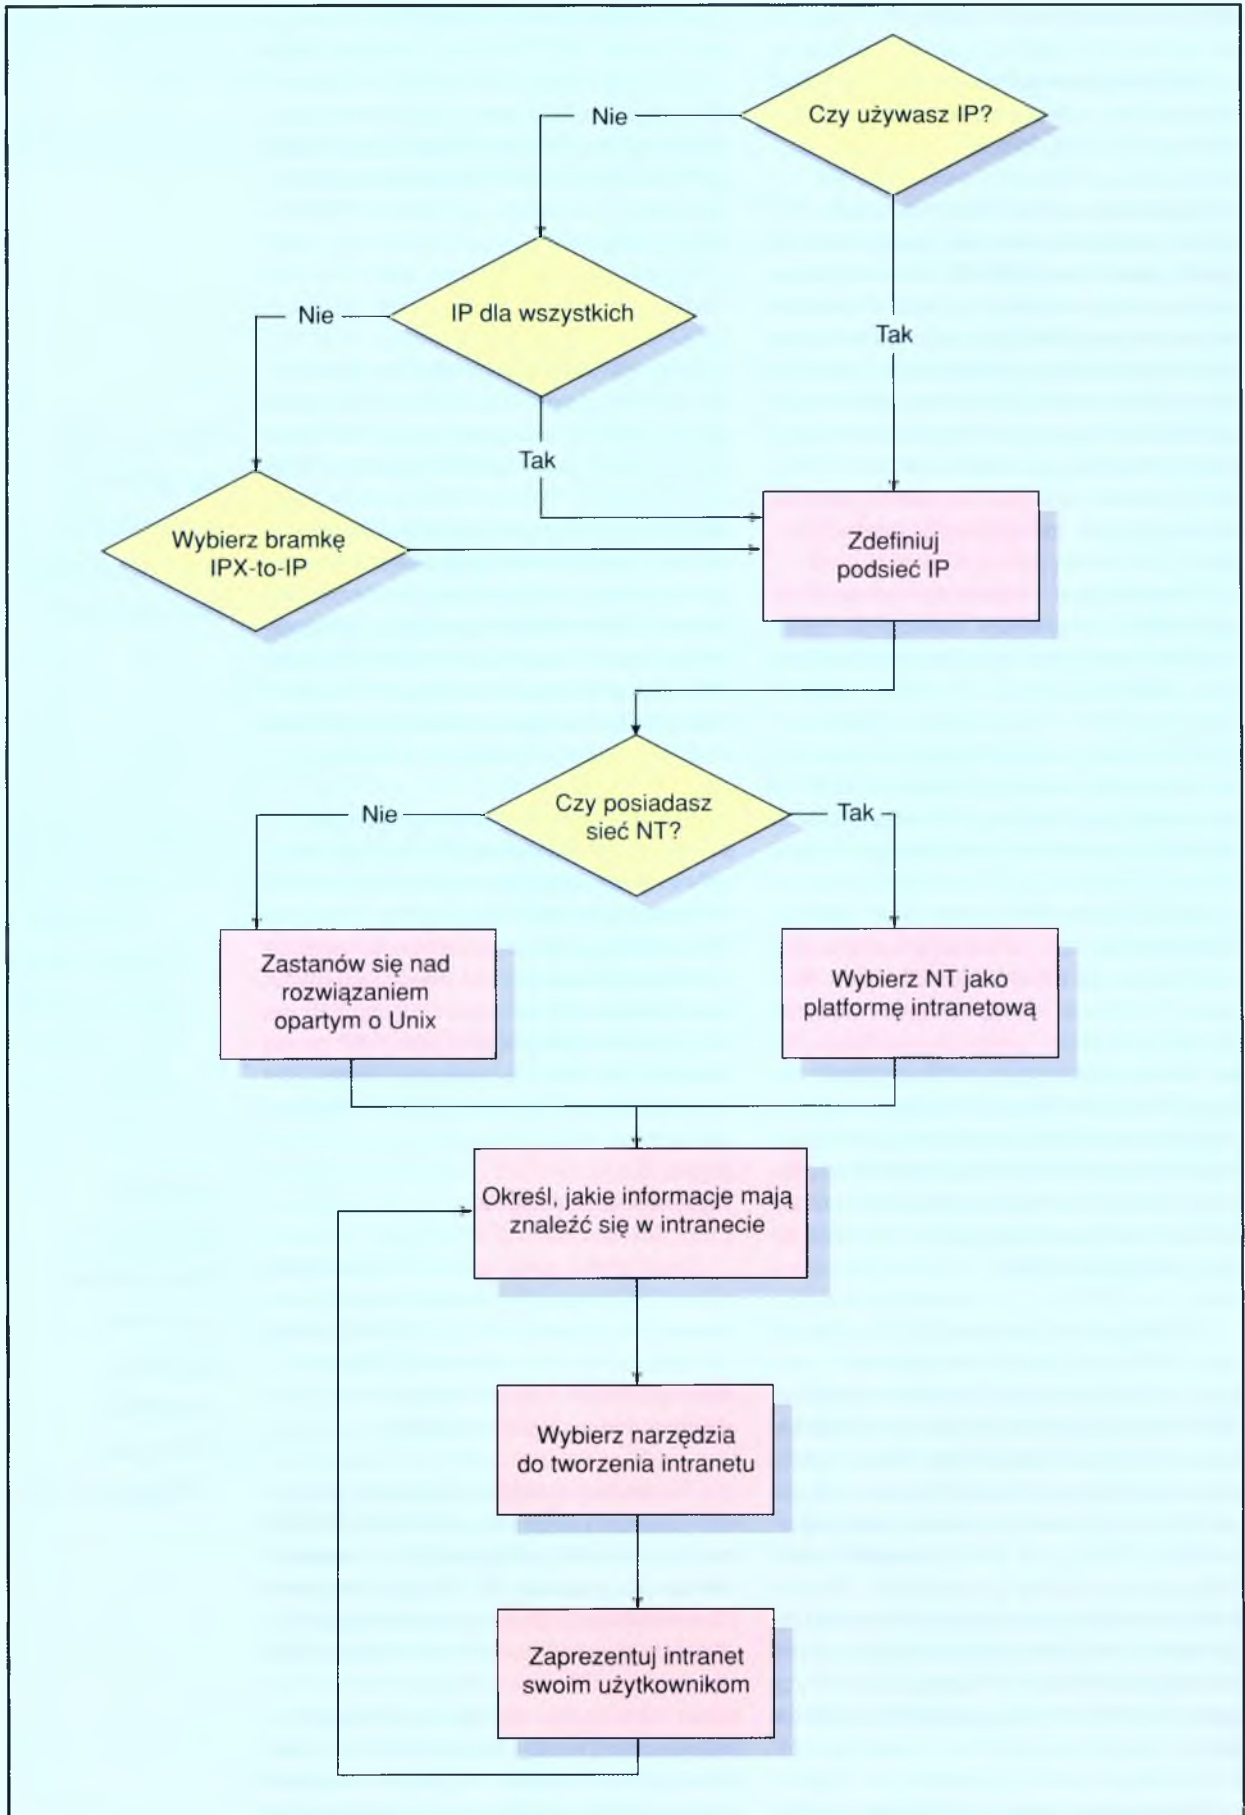 Czy używasz IP?
Nie
Tak
IP dla wszystkich
Nie
Tak
Wybierz bramkę
IPX-to-IP
Zdefiniuj
podsieć IP
Czy posiadasz
sieć NT?
Nie
Tak
Zastanów się nad
rozwiązaniem
opartym o Unix
Wybierz NT jako
platformę intranetową
Określ, jakie informacje mają
znaleźć się w intranecie
Wybierz narzędzia
do tworzenia intranetu
Zaprezentuj intranet
swoim użytkownikom